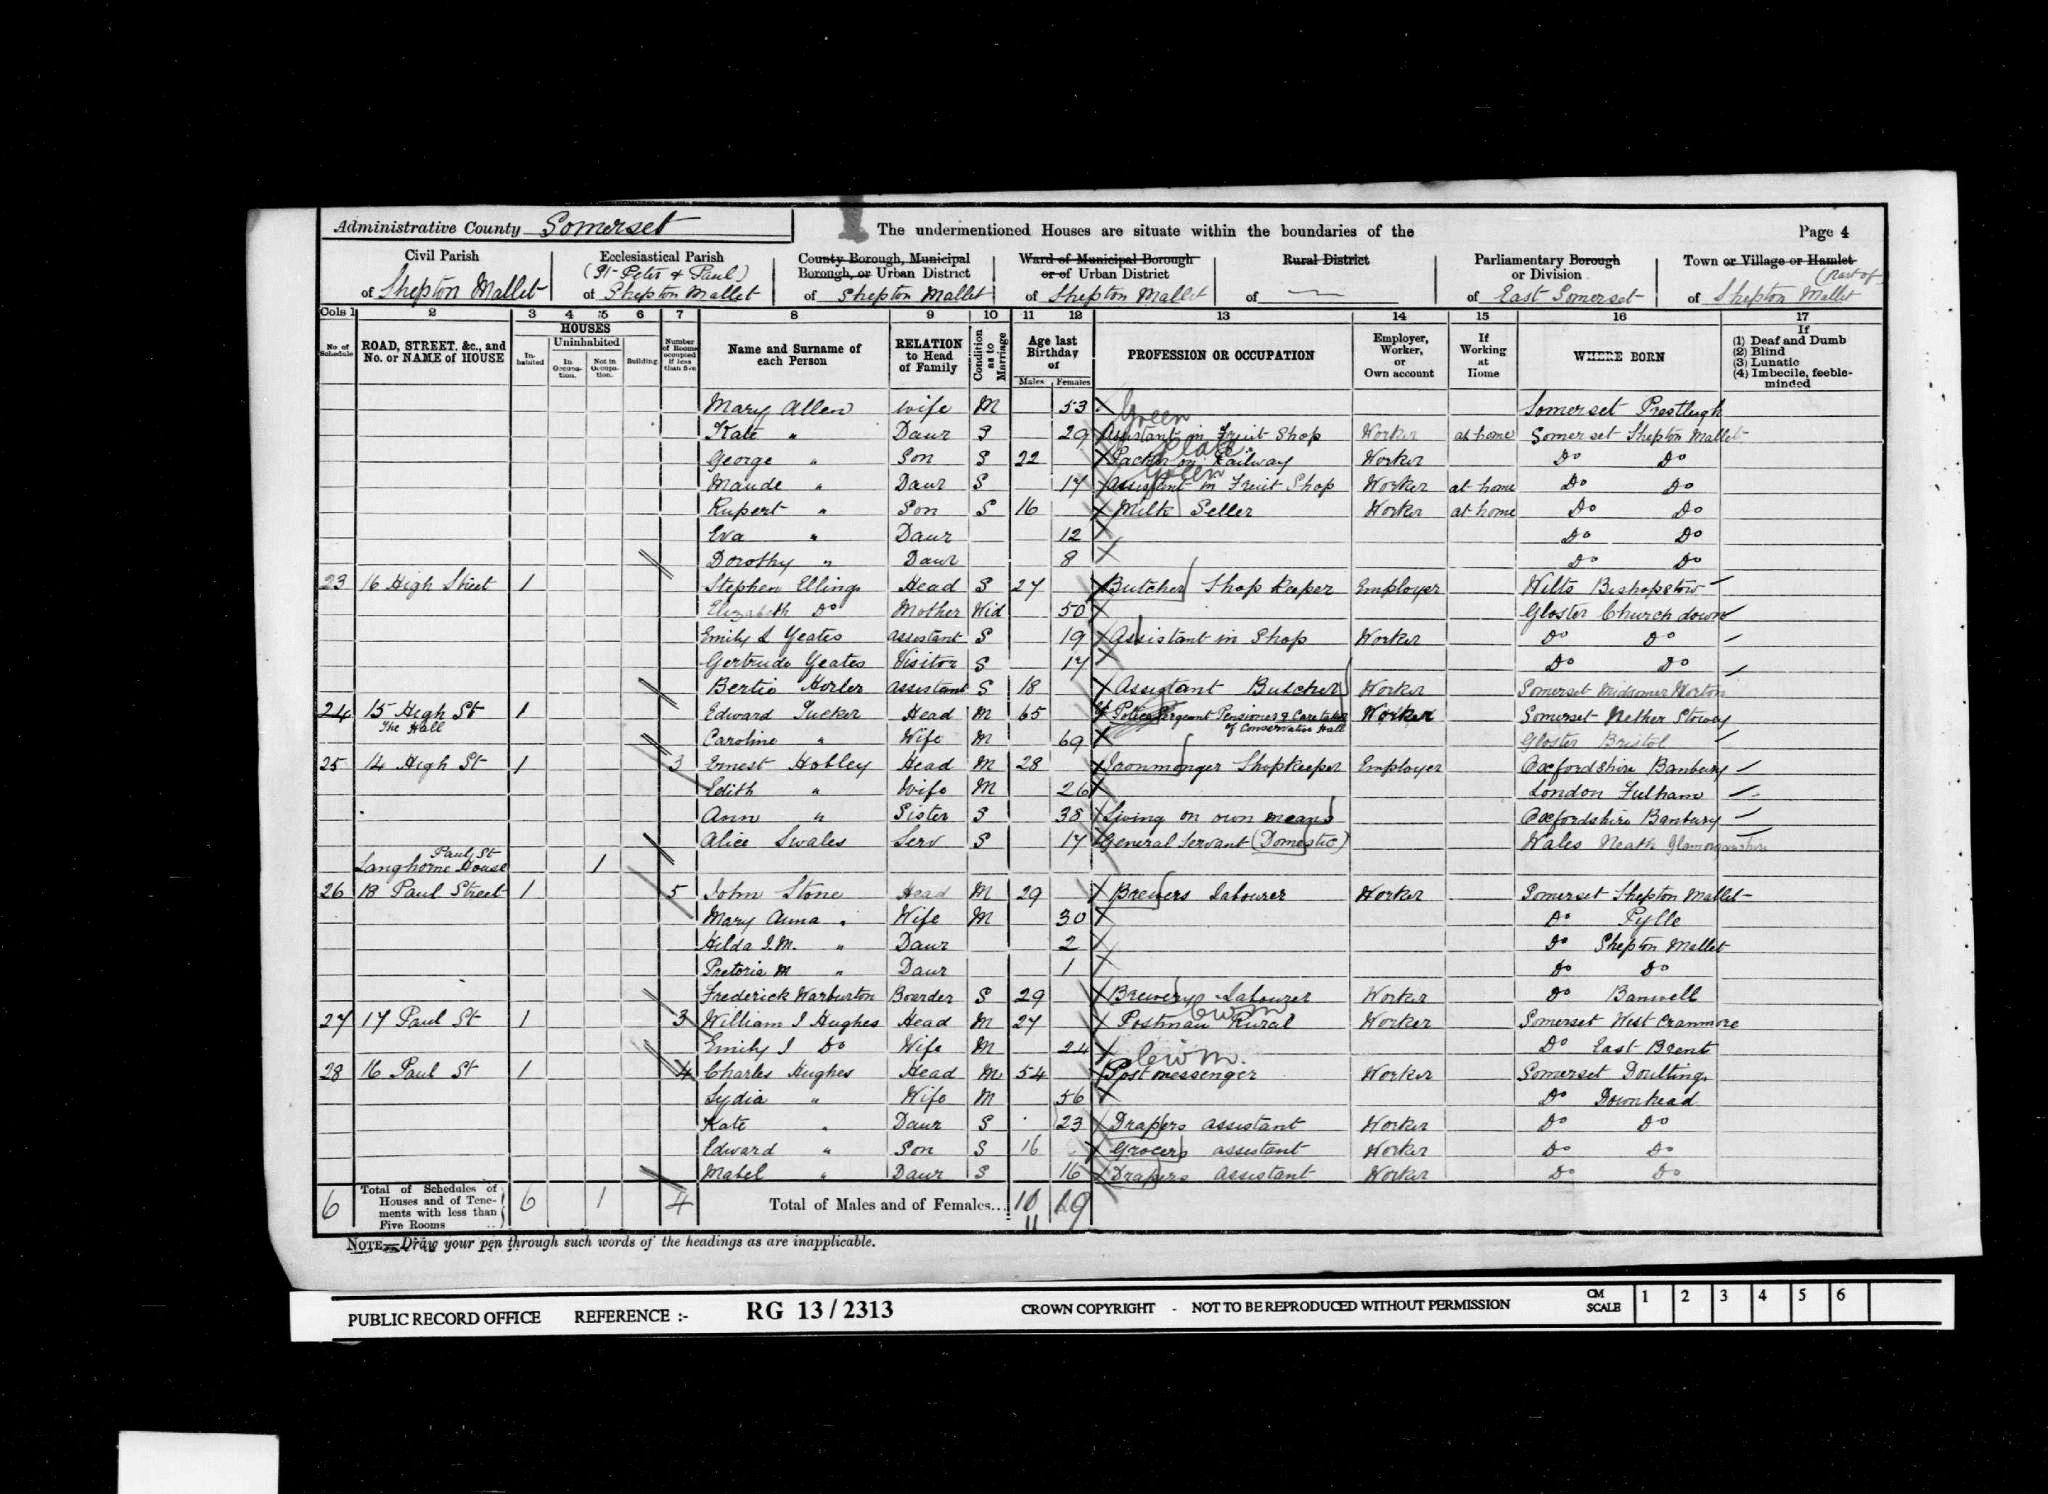 Administrative County Somerset
The undermentioned Houses are situate within the boundaries of the
Page 4
Civil Parish
of Shepton Mallet
Ecclesiastical Parish
(St Peter & Paul)
of Shepton Mallet
County Borough, Municipal
Borough, or Urban District
of Shepton Mallet
Ward of Municipal Borough
or of Urban District
of Shepton Mallet
Rural District
of
Parliamentary Borough
or Division
of East Somerset
Town or Village or Hamlet
(part of)
of Shepton Mallet
Cols 1 2 3 4 5 6 7 8 9 10 11 12 13 14 15 16 17
No. of Schedule
ROAD, STREET, &c., and No. or NAME of HOUSE
HOUSES
Inhabited
Uninhabited
In Occupation.
Not in Occupation.
Building
Number of Rooms occupied if less than five
Name and Surname of each Person
RELATION to Head of Family
Condition as to Marriage
Age last Birthday of
Males Females
PROFESSION OR OCCUPATION
Employer, Worker, or Own account
If Working at Home
WHERE BORN
If
(1) Deaf and Dumb
(2) Blind
(3) Lunatic
(4) Imbecile, feeble-minded
Mary Allen Wife M 53 Somerset Prestleigh
Green
Kate " Daur S 29 Assistant in Fruit Shop Worker at home Somerset Shepton Mallet
George " Son S 22 Packer on Railway Worker Do Do
Green
Maude " Daur S 17 Assistant in Fruit Shop Worker at home Do Do
Rupert " Son S 16 Milk Seller Worker at home Do Do
Eva " Daur 12 Do Do
Dorothy " Daur 8 Do Do
23 16 High Street 1 Stephen Elling Head S 27 Butcher Shop Keeper Employer Wilts Bishopstow
Elizabeth Do Mother Wid 50 Gloster Churchdown
Emily L Yeates assistant S 19 Assistant in Shop Worker Do Do
Gertrude Yeates Visitor S 17 Do Do
Bertie Horler assistant S 18 Assistant Butcher Worker Somerset Midsomer Norton
24 15 High St 1 Edward Tucker Head M 65 Police Sergeant Pensioner & Caretaker Worker Somerset Nether Stowey
The Hall of Conservative Hall
Caroline " Wife M 69 Gloster Bristol
25 14 High St 1 3 Ernest Hobley Head M 28 Ironmonger Shopkeeper Employer Oxfordshire Banbury
Edith " Wife M 26 London Fulham
Ann " Sister S 38 Living on own means Oxfordshire Banbury
Alice Swales Serv S 17 General Servant (Domestic) Wales Neath Glamorganshire
Paul St
Langhorne House 1
26 18 Paul Street 1 5 John Stone Head M 29 Brewers Labourer Worker Somerset Shepton Mallet
Mary Anna " Wife M 30 Do Pylle
Hilda I.M. " Daur 2 Do Shepton Mallet
Pretoria M " Daur 1 Do Do
Frederick Warburton Boarder S 29 Brewery Labourer Worker Do Banwell
27 17 Paul St 1 3 William J Hughes Head M 27 Postman Rural Worker Somerset West Cranmore
Emily J Do Wife M 24 Do East Brent
28 16 Paul St 1 4 Charles Hughes Head M 54 Post messenger Worker Somerset Doulting
Lydia " Wife M 56 Do Downhead
Kate " Daur S 23 Drapers assistant Worker Do Do
Edward " Son S 16 Grocers assistant Worker Do Do
Mabel " Daur S 16 Drapers Assistant Worker Do Do
6 Total of Schedules of Houses and of Tenements with less than Five Rooms 6 1 4 Total of Males and of Females... 10 19
11
NOTE—Draw your pen through such words of the headings as are inapplicable.
PUBLIC RECORD OFFICE REFERENCE :- RG 13/2313 CROWN COPYRIGHT - NOT TO BE REPRODUCED WITHOUT PERMISSION CM SCALE 1 2 3 4 5 6